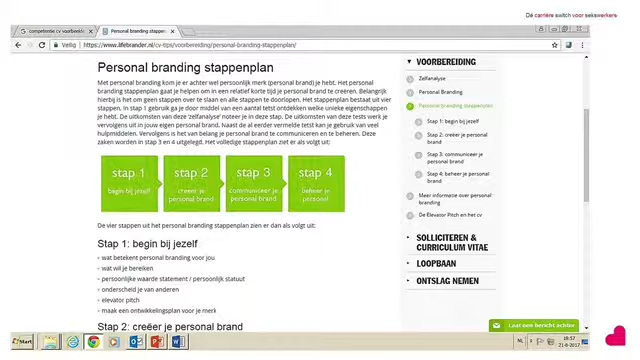 De carrière switch voor sekswerkers
competentie cv voorbeeld
Personal branding stappen
Veilig | https://www.lifebrander.nl/cv-tips/voorbereiding/personal-branding-stappenplan/
Personal branding stappenplan
Met personal branding kom je er achter wel persoonlijk merk (personal brand) je hebt. Het personal
branding stappenplan gaat je helpen om in een relatief korte tijd je personal brand te creëren. Belangrijk
hierbij is het om geen stappen over te slaan en alle stappen te doorlopen. Het stappenplan bestaat uit vier
stappen. In stap 1 gebruik ga je door middel van een aantal tests ontdekken welke unieke eigenschappen
je hebt. De uitkomsten van deze 'zelfanalyse' noteer je in deze stap. De uitkomsten van deze tests werk je
vervolgens uit in jouw eigen personal brand. Naast de al eerder vermelde tests kan je gebruik van veel
hulpmiddelen. Vervolgens is het van belang je personal brand te communiceren en te beheren. Deze
zaken worden in stap 3 en 4 uitgelegd. Het volledige stappenplan ziet er als volgt uit:
stap 1
begin bij jezelf
stap 2
creëer je
personal brand
stap 3
communiceer je
personal brand
stap 4
beheer je
personal
De vier stappen uit het personal branding stappenplan zien er dan als volgt uit:
Stap 1: begin bij jezelf
wat betekent personal branding voor jou
wat wil je bereiken
persoonlijke waarde statement / persoonlijk statuut
onderscheid je van anderen
elevator pitch
maak een ontwikkelingsplan voor je merk
Stap 2: creëer je personal brand
VOORBEREIDING
Zelfanalyse
Personal Branding
Personal branding stappenplan
Stap 1: begin bij jezelf
Stap 2: creëer je personal
brand
Stap 3: communiceer je
personal brand
Stap 4: beheer je personal
brand
Meer informatie over personal
branding
De Elevator Pitch en het cv
SOLLICITEREN &
CURRICULUM VITAE
LOOPBAAN
ONTSLAG NEMEN
Laat een bericht achter
Start
NL
18:57
21-8-2017